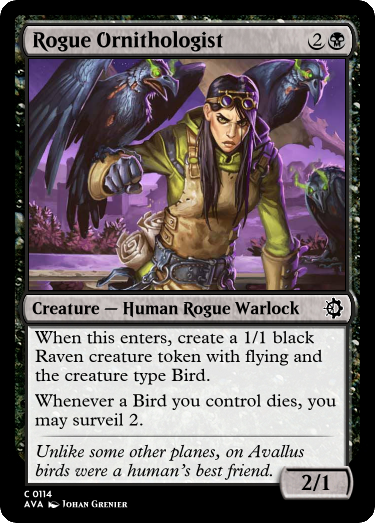 Rogue Ornithologist 2
Creature — Human Rogue Warlock
When this enters, create a 1/1 black
Raven creature token with flying and
the creature type Bird.
Whenever a Bird you control dies, you
may surveil 2.
Unlike some other planes, on Avallus
birds were a human's best friend.
2/1
C 0114
AVA Johan Grenier